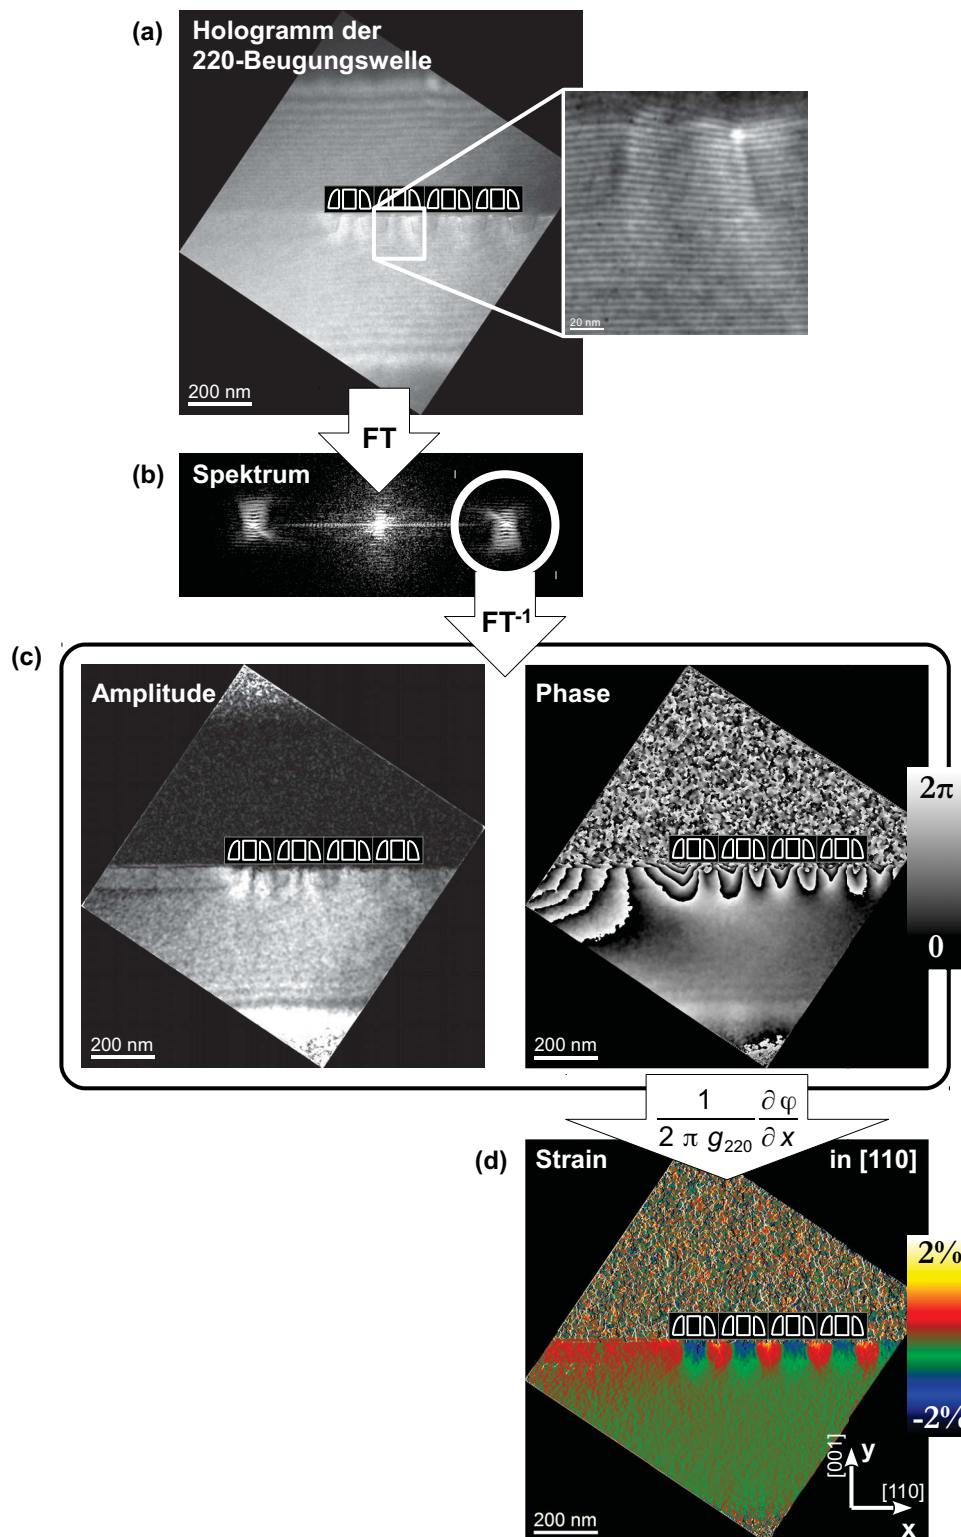 (a)
Hologramm der
220-Beugungswelle
20 nm
200 nm
FT
(b)
Spektrum
FT-1
(c)
Amplitude
Phase
2π
0
200 nm
200 nm
1
2 π g220
∂ φ
∂ x
(d)
Strain
in [110]
2%
-2%
[001]
y
[110]
x
200 nm